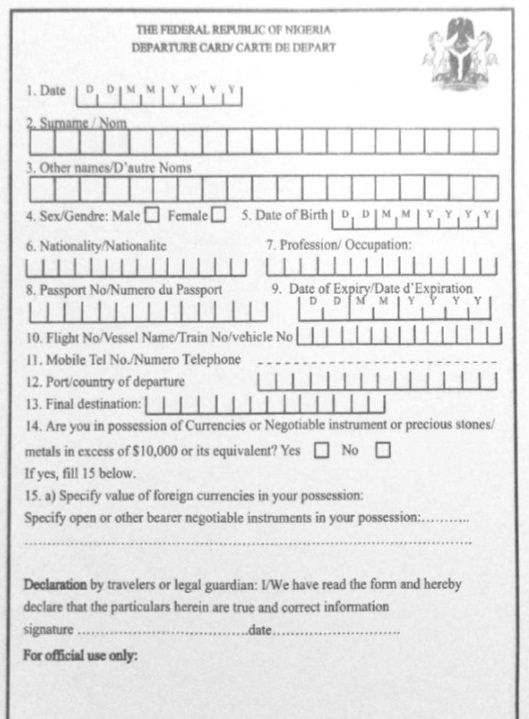 THE FEDERAL REPUBLIC OF NIGERIA
DEPARTURE CARD/ CARTE DE DEPART
1. Date D D M M Y Y Y Y
2. Surname / Nom
3. Other names/D'autre Noms
4. Sex/Gendre: Male Female 5. Date of Birth D D M M Y Y Y Y
6. Nationality/Nationalite 7. Profession/ Occupation:
8. Passport No/Numero du Passport 9. Date of Expiry/Date d'Expiration
D D M M Y Y Y Y
10. Flight No/Vessel Name/Train No/vehicle No
11. Mobile Tel No./Numero Telephone
12. Port/country of departure
13. Final destination:
14. Are you in possession of Currencies or Negotiable instrument or precious stones/
metals in excess of $10,000 or its equivalent? Yes No
If yes, fill 15 below.
15. a) Specify value of foreign currencies in your possession:
Specify open or other bearer negotiable instruments in your possession:...........
Declaration by travelers or legal guardian: I/We have read the form and hereby
declare that the particulars herein are true and correct information
signature ........................................date..............................
For official use only: